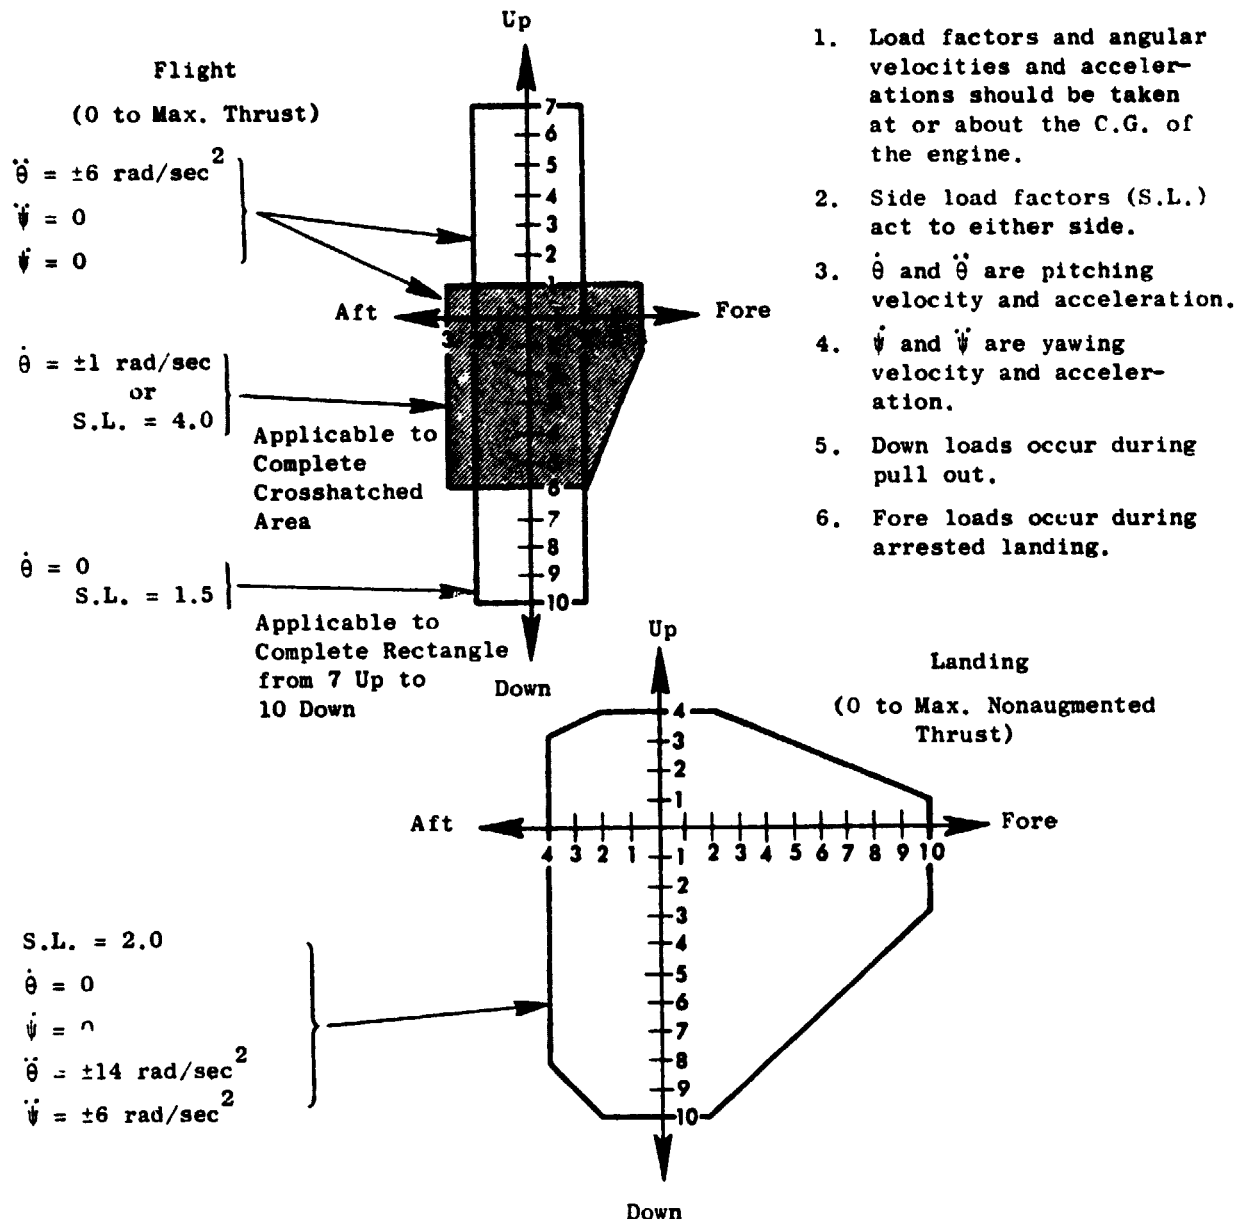 Up
Flight
(0 to Max. Thrust)
θ̈ = ±6 rad/sec²
ψ̈ = 0
ψ̇ = 0
7
6
5
4
3
2
1
Aft
Fore
3
θ̇ = ±1 rad/sec
or
S.L. = 4.0
Applicable to
Complete
Crosshatched
Area
6
7
8
9
10
θ̇ = 0
S.L. = 1.5
Applicable to
Complete Rectangle
from 7 Up to
10 Down
Down
1. Load factors and angular
velocities and acceler-
ations should be taken
at or about the C.G. of
the engine.
2. Side load factors (S.L.)
act to either side.
3. θ̇ and θ̈ are pitching
velocity and acceleration.
4. ψ̇ and ψ̈ are yawing
velocity and acceler-
ation.
5. Down loads occur during
pull out.
6. Fore loads occur during
arrested landing.
Up
Landing
(0 to Max. Nonaugmented
Thrust)
4
3
2
1
Aft
Fore
4 3 2 1 1 2 3 4 5 6 7 8 9 10
1
2
3
4
5
6
7
8
9
10
Down
S.L. = 2.0
θ̇ = 0
ψ̇ =
θ̈ = ±14 rad/sec²
ψ̈ = ±6 rad/sec²